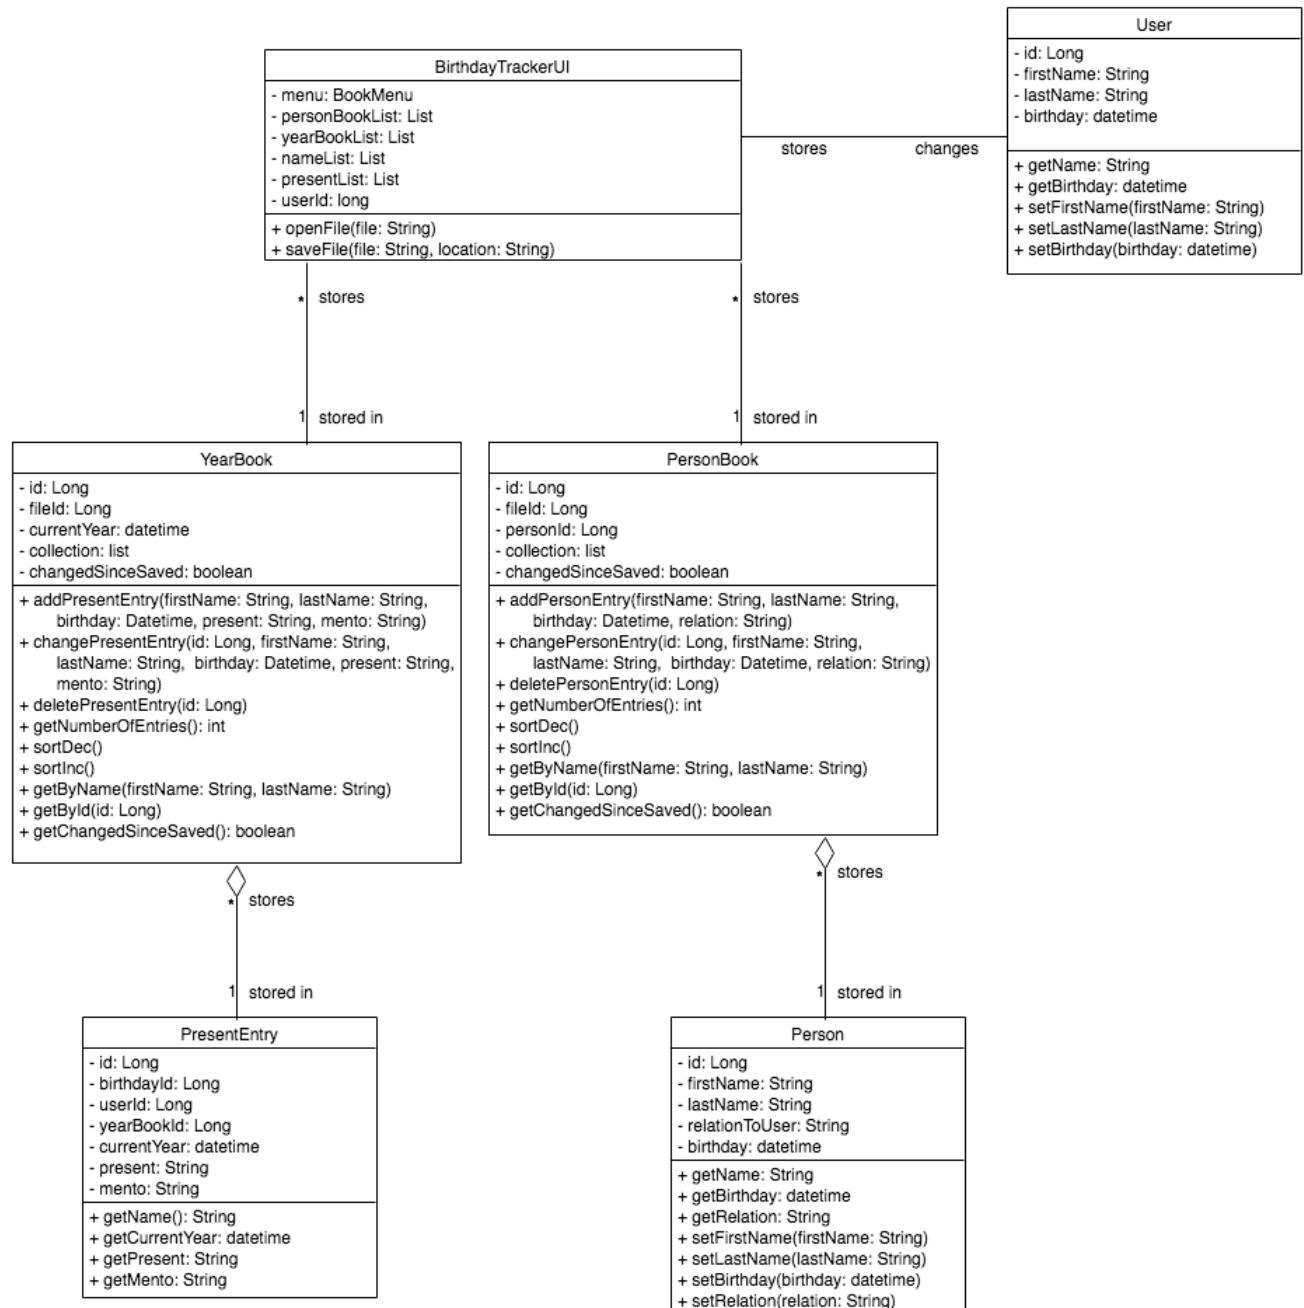 User
- id: Long
- firstName: String
- lastName: String
- birthday: datetime
+ getName: String
+ getBirthday: datetime
+ setFirstName(firstName: String)
+ setLastName(lastName: String)
+ setBirthday(birthday: datetime)
BirthdayTrackerUI
- menu: BookMenu
- personBookList: List
- yearBookList: List
- nameList: List
- presentList: List
- userId: long
+ openFile(file: String)
+ saveFile(file: String, location: String)
stores
changes
* stores
* stores
1 stored in
1 stored in
YearBook
- id: Long
- fileId: Long
- currentYear: datetime
- collection: list
- changedSinceSaved: boolean
+ addPresentEntry(firstName: String, lastName: String,
birthday: Datetime, present: String, mento: String)
+ changePresentEntry(id: Long, firstName: String,
lastName: String, birthday: Datetime, present: String,
mento: String)
+ deletePresentEntry(id: Long)
+ getNumberOfEntries(): int
+ sortDec()
+ sortInc()
+ getByName(firstName: String, lastName: String)
+ getById(id: Long)
+ getChangedSinceSaved(): boolean
PersonBook
- id: Long
- fileId: Long
- personId: Long
- collection: list
- changedSinceSaved: boolean
+ addPersonEntry(firstName: String, lastName: String,
birthday: Datetime, relation: String)
+ changePersonEntry(id: Long, firstName: String,
lastName: String, birthday: Datetime, relation: String)
+ deletePersonEntry(id: Long)
+ getNumberOfEntries(): int
+ sortDec()
+ sortInc()
+ getByName(firstName: String, lastName: String)
+ getById(id: Long)
+ getChangedSinceSaved(): boolean
* stores
* stores
1 stored in
1 stored in
PresentEntry
- id: Long
- birthdayId: Long
- userId: Long
- yearBookId: Long
- currentYear: datetime
- present: String
- mento: String
+ getName(): String
+ getCurrentYear: datetime
+ getPresent: String
+ getMento: String
Person
- id: Long
- firstName: String
- lastName: String
- relationToUser: String
- birthday: datetime
+ getName: String
+ getBirthday: datetime
+ getRelation: String
+ setFirstName(firstName: String)
+ setLastName(lastName: String)
+ setBirthday(birthday: datetime)
+ setRelation(relation: String)